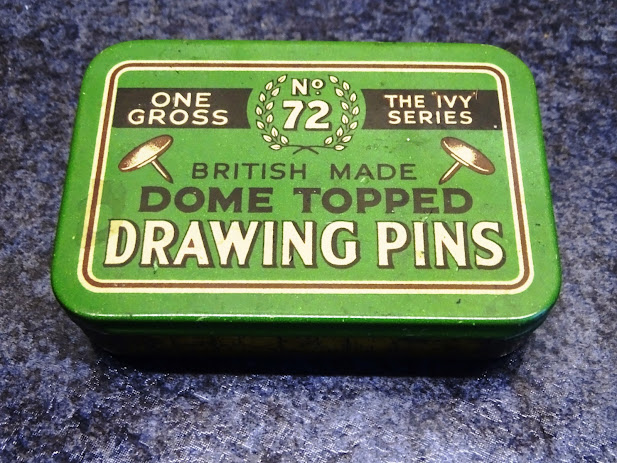 No
72
ONE
GROSS
THE "IVY"
SERIES
BRITISH MADE
DOME TOPPED
DRAWING PINS